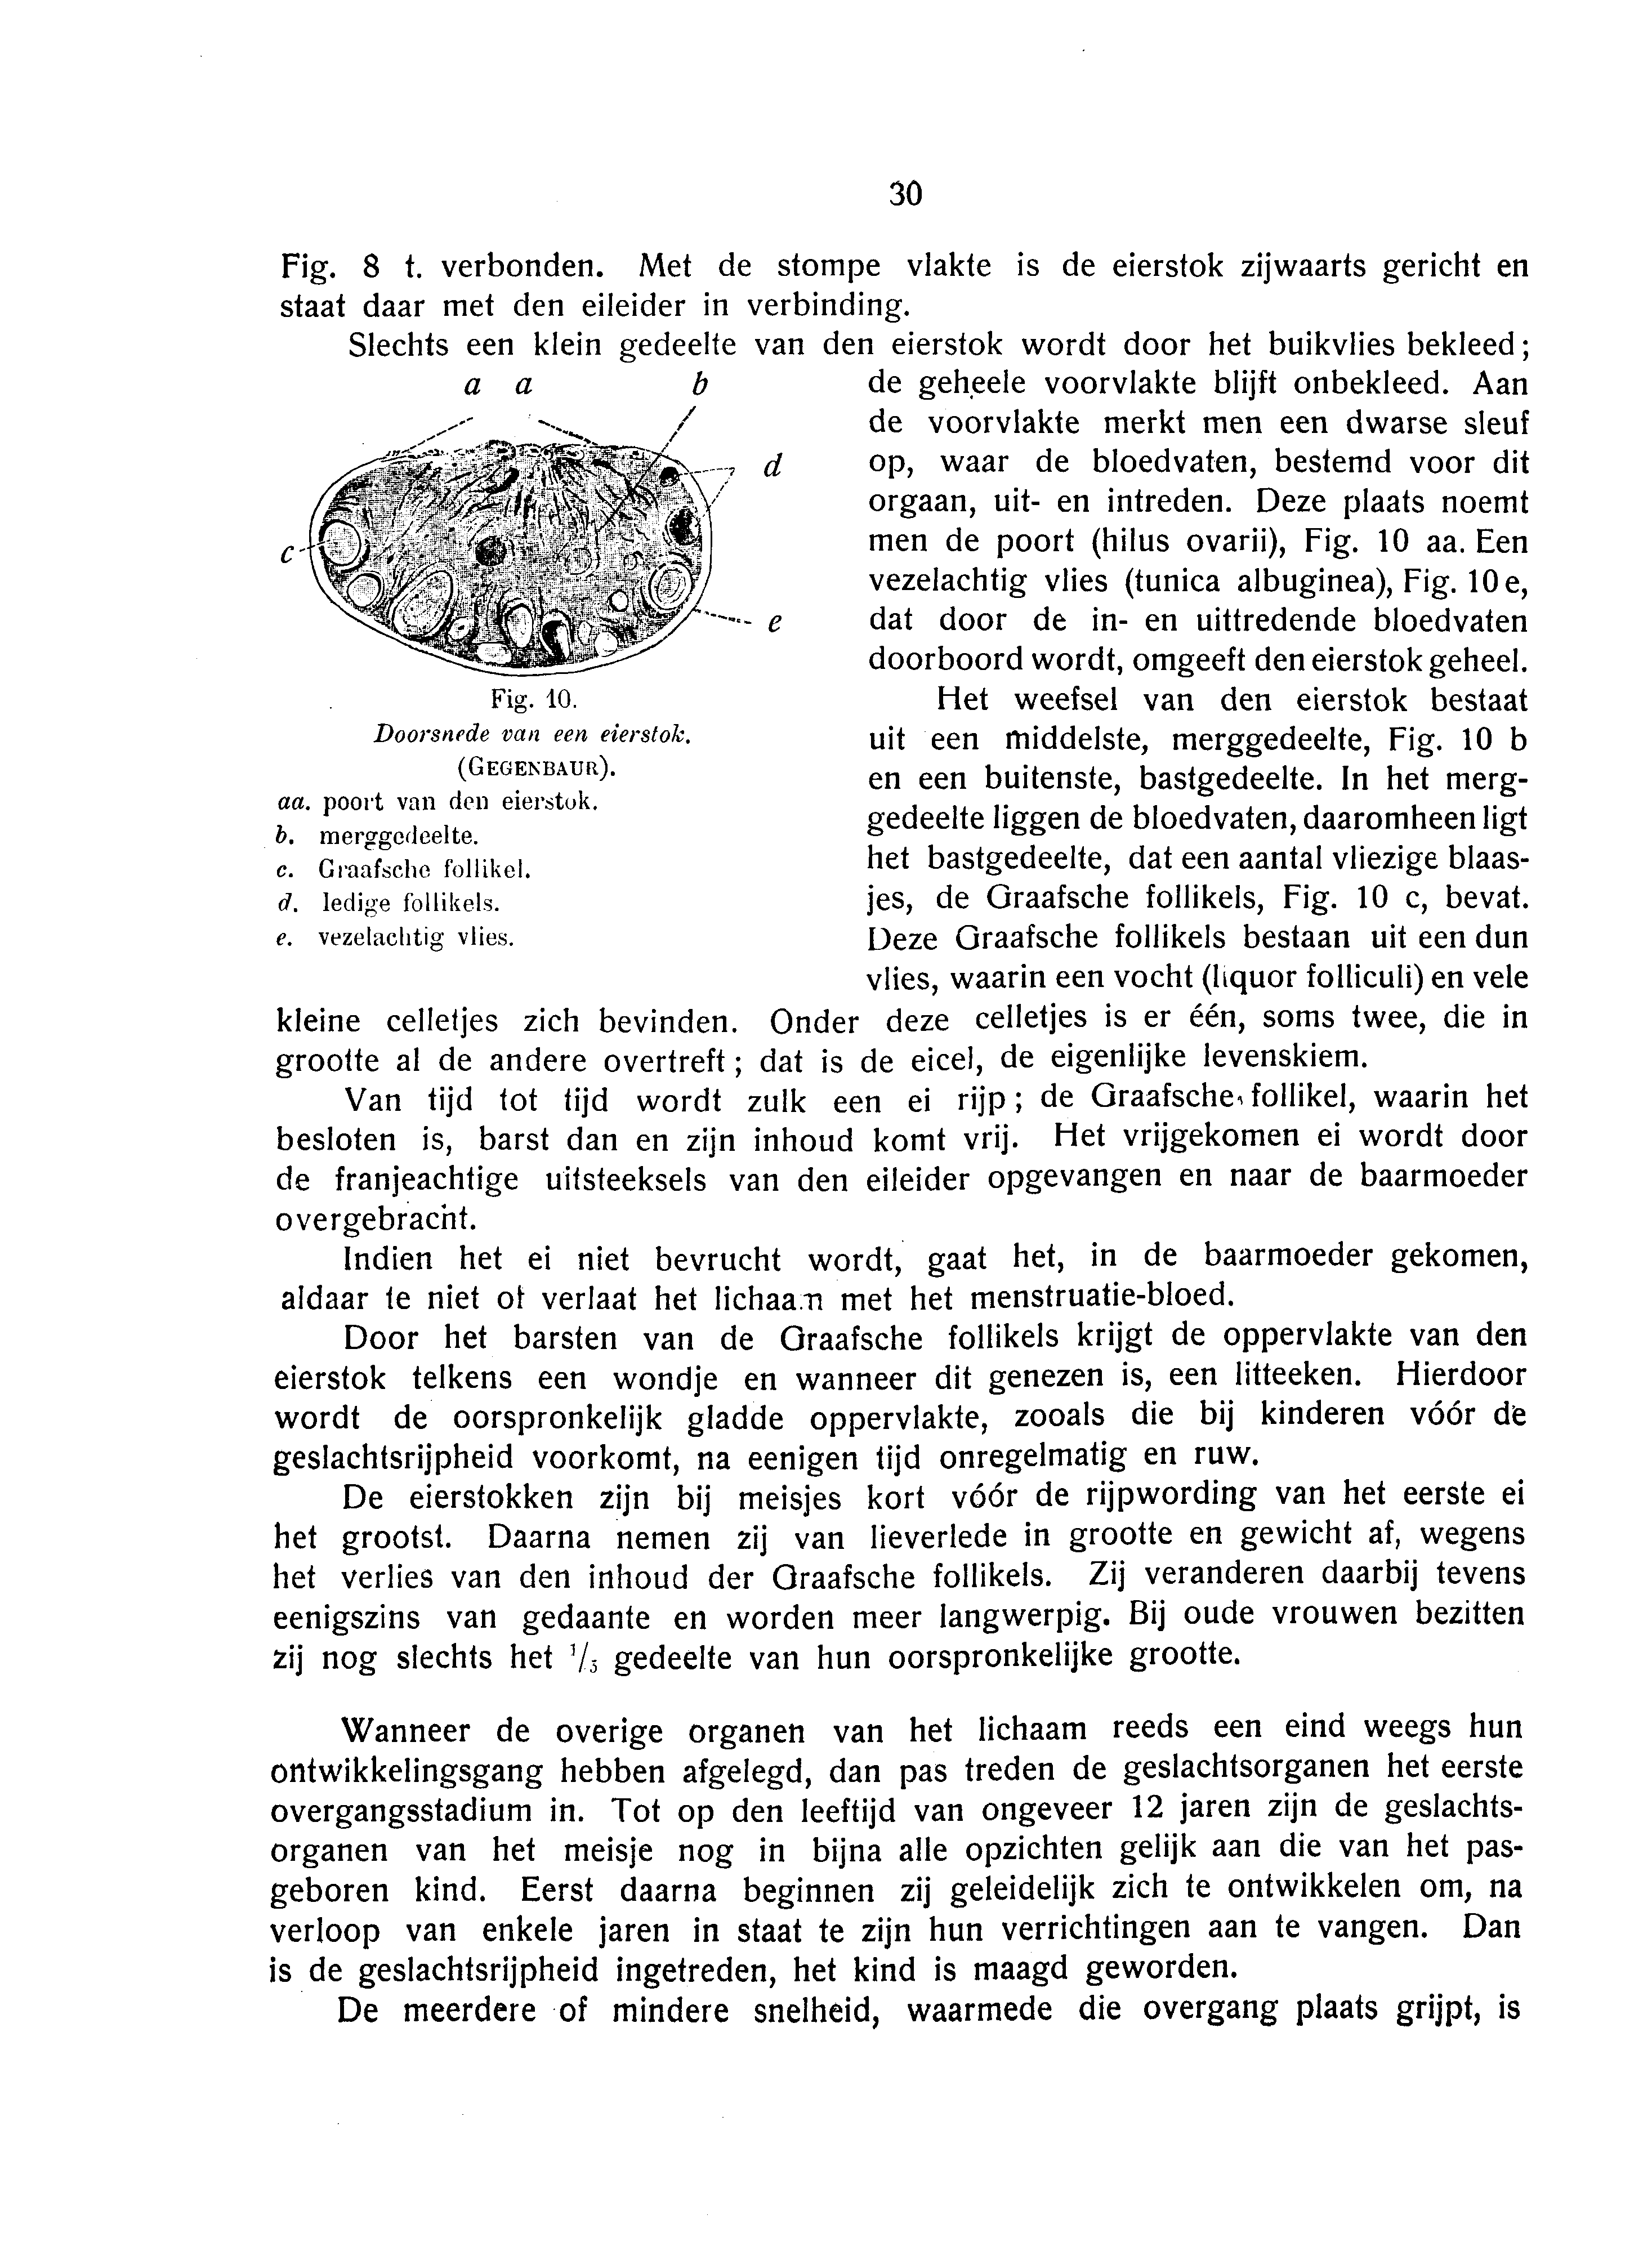 30
Fig. 8 t. verbonden. Met de stompe vlakte is de eierstok zijwaarts gericht en
staat daar met den eileider in verbinding.
Slechts een klein gedeelte van den eierstok wordt door het buikvlies bekleed;
a a b
d
c
e
Fig. 10.
Doorsnede van een eierstok.
(GEGENBAUR).
aa. poort van den eierstok.
b. merggedeelte.
c. Graafsche follikel.
d. ledige follikels.
e. vezelachtig vlies.
de geheele voorvlakte blijft onbekleed. Aan
de voorvlakte merkt men een dwarse sleuf
op, waar de bloedvaten, bestemd voor dit
orgaan, uit- en intreden. Deze plaats noemt
men de poort (hilus ovarii), Fig. 10 aa. Een
vezelachtig vlies (tunica albuginea), Fig. 10 e,
dat door de in- en uittredende bloedvaten
doorboord wordt, omgeeft den eierstok geheel.
Het weefsel van den eierstok bestaat
uit een middelste, merggedeelte, Fig. 10 b
en een buitenste, bastgedeelte. In het merg-
gedeelte liggen de bloedvaten, daaromheen ligt
het bastgedeelte, dat een aantal vliezige blaas-
jes, de Graafsche follikels, Fig. 10 c, bevat.
Deze Graafsche follikels bestaan uit een dun
vlies, waarin een vocht (liquor folliculi) en vele
kleine celletjes zich bevinden. Onder deze celletjes is er één, soms twee, die in
grootte al de andere overtreft; dat is de eicel, de eigenlijke levenskiem.
Van tijd tot tijd wordt zulk een ei rijp; de Graafsche follikel, waarin het
besloten is, barst dan en zijn inhoud komt vrij. Het vrijgekomen ei wordt door
de franjeachtige uitsteeksels van den eileider opgevangen en naar de baarmoeder
overgebracht.
Indien het ei niet bevrucht wordt, gaat het, in de baarmoeder gekomen,
aldaar te niet of verlaat het lichaam met het menstruatie-bloed.
Door het barsten van de Graafsche follikels krijgt de oppervlakte van den
eierstok telkens een wondje en wanneer dit genezen is, een litteeken. Hierdoor
wordt de oorspronkelijk gladde oppervlakte, zooals die bij kinderen vóór de
geslachtsrijpheid voorkomt, na eenigen tijd onregelmatig en ruw.
De eierstokken zijn bij meisjes kort vóór de rijpwording van het eerste ei
het grootst. Daarna nemen zij van lieverlede in grootte en gewicht af, wegens
het verlies van den inhoud der Graafsche follikels. Zij veranderen daarbij tevens
eenigszins van gedaante en worden meer langwerpig. Bij oude vrouwen bezitten
zij nog slechts het 1/3 gedeelte van hun oorspronkelijke grootte.
Wanneer de overige organen van het lichaam reeds een eind weegs hun
ontwikkelingsgang hebben afgelegd, dan pas treden de geslachtsorganen het eerste
overgangsstadium in. Tot op den leeftijd van ongeveer 12 jaren zijn de geslachts-
organen van het meisje nog in bijna alle opzichten gelijk aan die van het pas-
geboren kind. Eerst daarna beginnen zij geleidelijk zich te ontwikkelen om, na
verloop van enkele jaren in staat te zijn hun verrichtingen aan te vangen. Dan
is de geslachtsrijpheid ingetreden, het kind is maagd geworden.
De meerdere of mindere snelheid, waarmede die overgang plaats grijpt, is